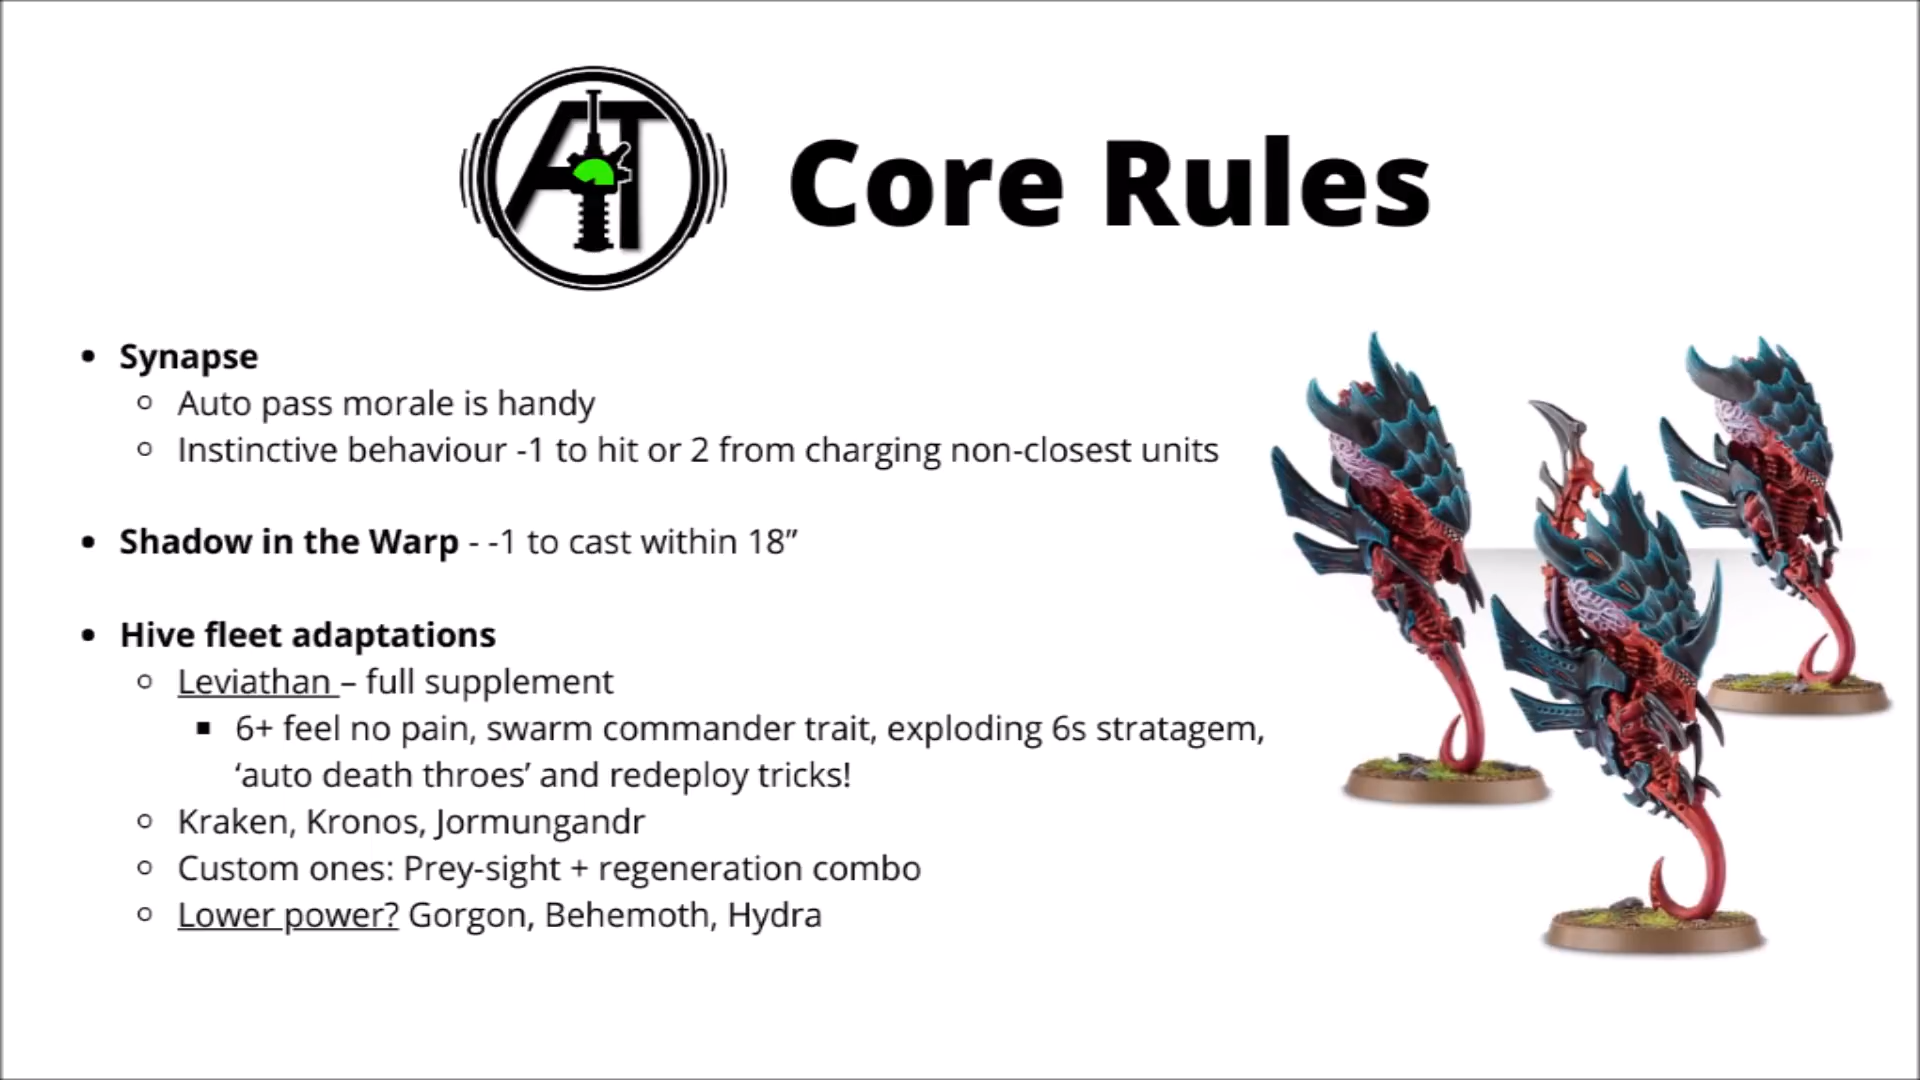 AT
Core Rules
• Synapse
○ Auto pass morale is handy
○ Instinctive behaviour -1 to hit or 2 from charging non-closest units
• Shadow in the Warp - -1 to cast within 18”
• Hive fleet adaptations
○ Leviathan – full supplement
▪ 6+ feel no pain, swarm commander trait, exploding 6s stratagem,
‘auto death throes’ and redeploy tricks!
○ Kraken, Kronos, Jormungandr
○ Custom ones: Prey-sight + regeneration combo
○ Lower power? Gorgon, Behemoth, Hydra